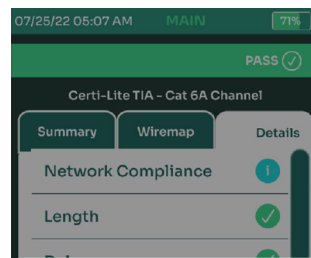 07/25/22 05:07 AM MAIN 71%
PASS
Certi-Lite TIA - Cat 6A Channel
Summary Wiremap Details
Network Compliance
Length